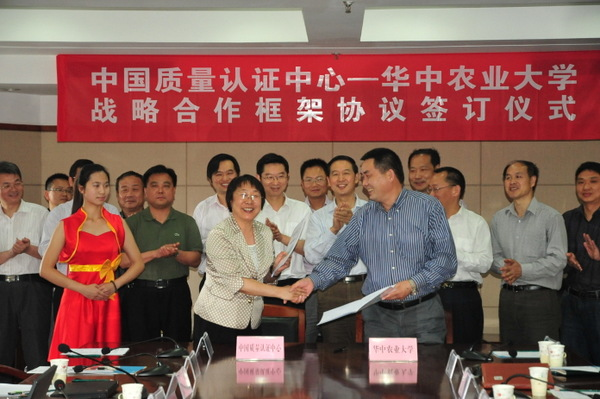 中国质量认证中心—华中农业大学
战略合作框架协议签订仪式
中国质量认证中心
华中农业大学